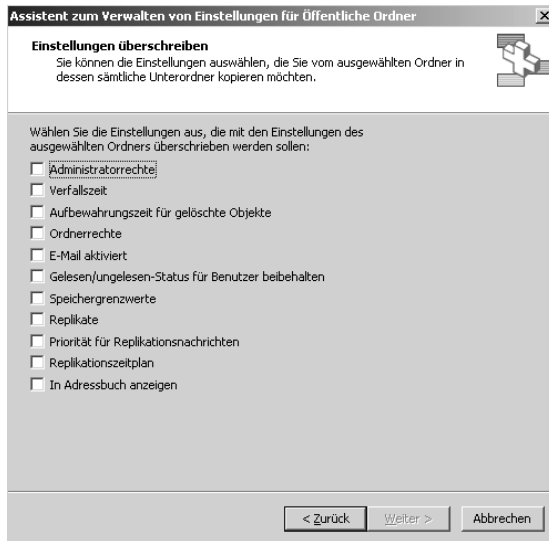 Assistent zum Verwalten von Einstellungen für Öffentliche Ordner
Einstellungen überschreiben
Sie können die Einstellungen auswählen, die Sie vom ausgewählten Ordner in
dessen sämtliche Unterordner kopieren möchten.
Wählen Sie die Einstellungen aus, die mit den Einstellungen des
ausgewählten Ordners überschrieben werden sollen:
Administratorrechte
Verfallszeit
Aufbewahrungszeit für gelöschte Objekte
Ordnerrechte
E-Mail aktiviert
Gelesen/ungelesen-Status für Benutzer beibehalten
Speichergrenzwerte
Replikate
Priorität für Replikationsnachrichten
Replikationszeitplan
In Adressbuch anzeigen
< Zurück Weiter > Abbrechen